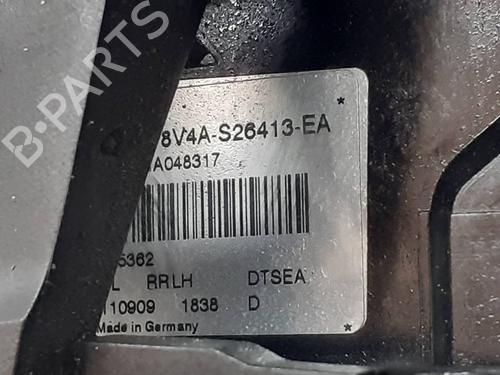 8V4A-S26413-EA
A048317
5362
L RRLH DTSEA
110909 1838 D
Made in Germany
B-Parts